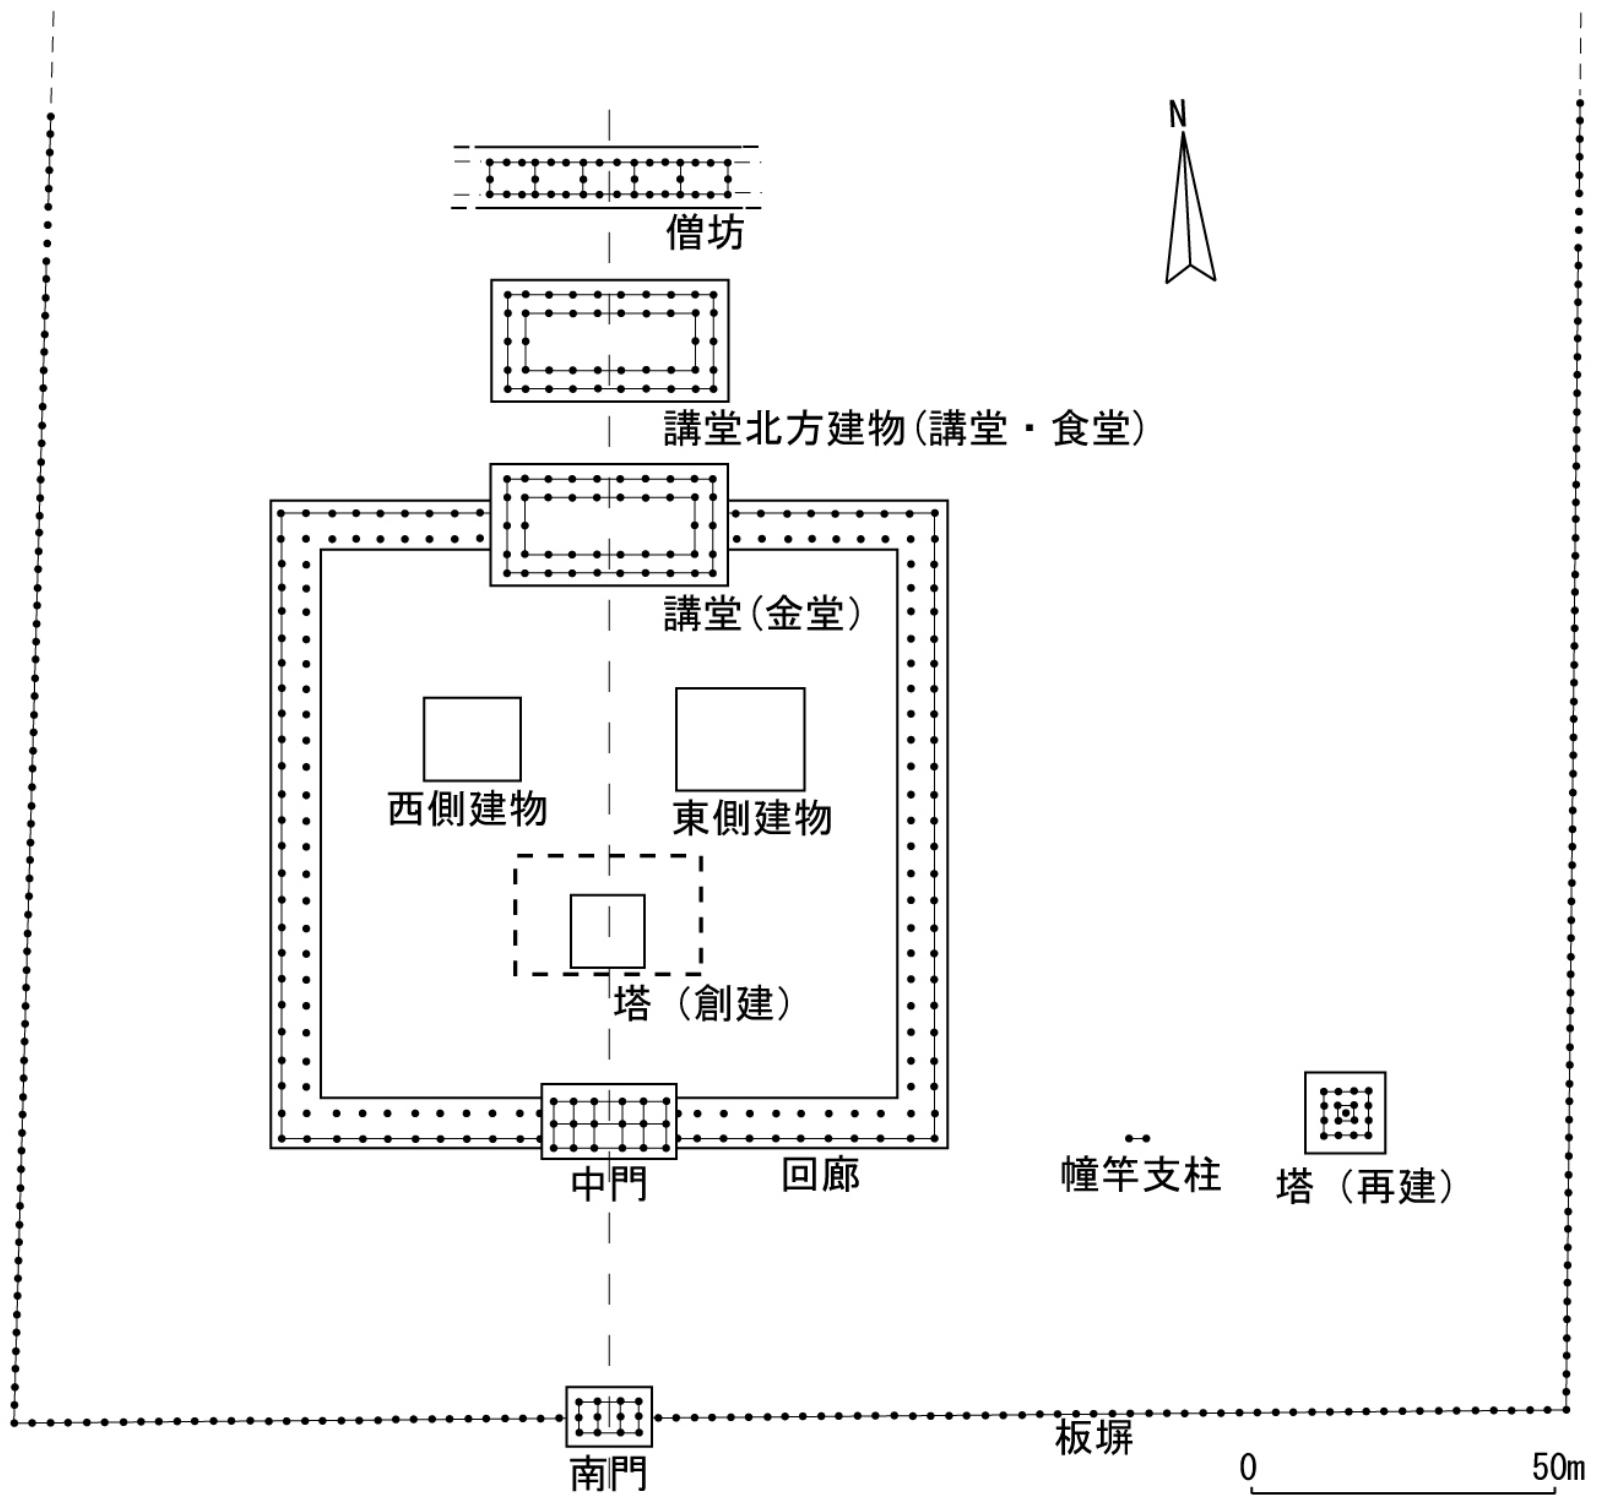 N
僧坊
講堂北方建物(講堂・食堂)
講堂(金堂)
西側建物
東側建物
塔(創建)
中門
回廊
幢竿支柱
塔(再建)
板塀
南門
0 50m